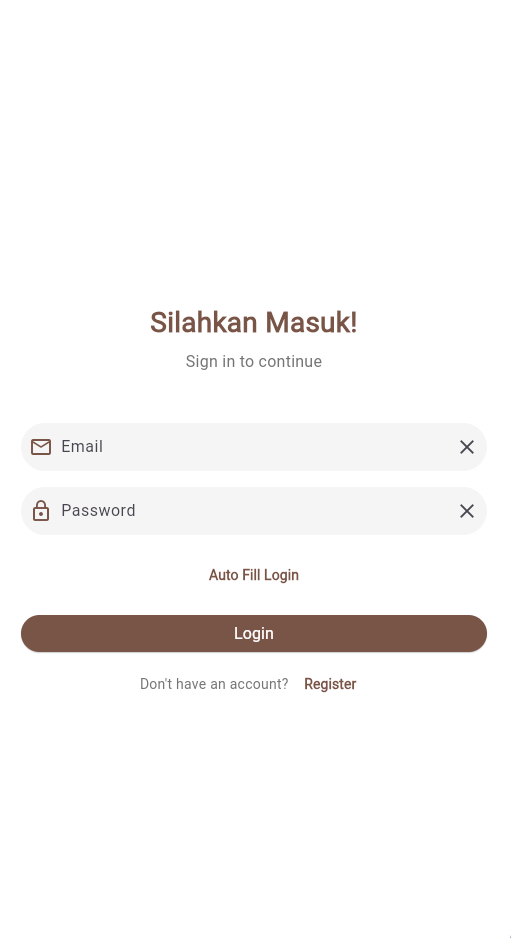 Silahkan Masuk!
Sign in to continue
Email
Password
Auto Fill Login
Login
Don't have an account? Register